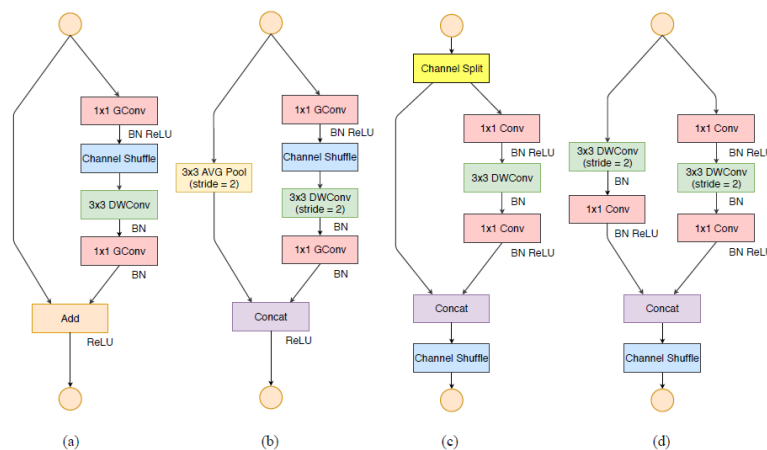 1x1 GConv
BN ReLU
Channel Shuffle
3x3 DWConv
BN
1x1 GConv
BN
Add
ReLU
(a)
3x3 AVG Pool
(stride = 2)
1x1 GConv
BN ReLU
Channel Shuffle
3x3 DWConv
(stride = 2)
BN
1x1 GConv
BN
Concat
ReLU
(b)
Channel Split
1x1 Conv
BN ReLU
3x3 DWConv
BN
1x1 Conv
BN ReLU
Concat
Channel Shuffle
(c)
3x3 DWConv
(stride = 2)
BN
1x1 Conv
BN ReLU
1x1 Conv
BN ReLU
3x3 DWConv
(stride = 2)
BN
1x1 Conv
BN ReLU
Concat
Channel Shuffle
(d)